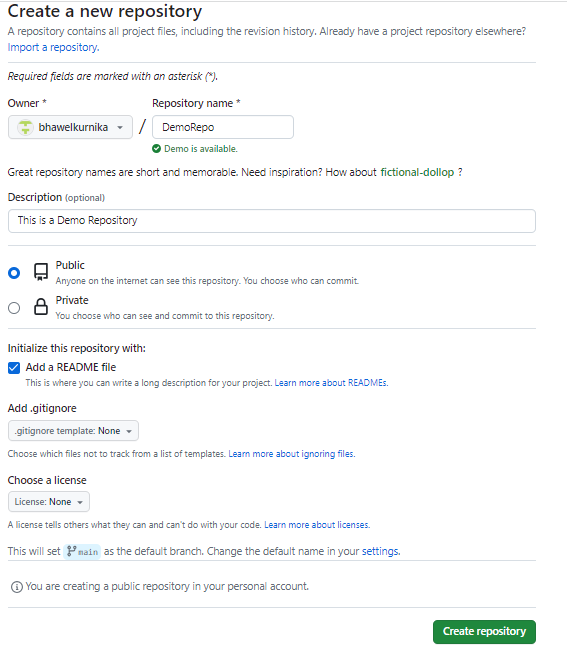 Create a new repository
A repository contains all project files, including the revision history. Already have a project repository elsewhere?
Import a repository.
Required fields are marked with an asterisk (*).
Owner * Repository name *
bhawelkurnika / DemoRepo
Demo is available.
Great repository names are short and memorable. Need inspiration? How about fictional-dollop ?
Description (optional)
This is a Demo Repository
Public
Anyone on the internet can see this repository. You choose who can commit.
Private
You choose who can see and commit to this repository.
Initialize this repository with:
Add a README file
This is where you can write a long description for your project. Learn more about READMEs.
Add .gitignore
.gitignore template: None
Choose which files not to track from a list of templates. Learn more about ignoring files.
Choose a license
License: None
A license tells others what they can and can't do with your code. Learn more about licenses.
This will set main as the default branch. Change the default name in your settings.
You are creating a public repository in your personal account.
Create repository